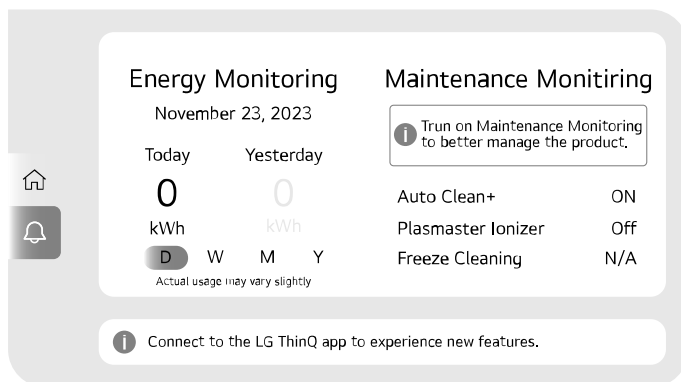 Energy Monitoring
November 23, 2023
Today Yesterday
0 0
kWh kWh
D W M Y
Actual usage may vary slightly
Maintenance Monitiring
Trun on Maintenance Monitoring
to better manage the product.
Auto Clean+ ON
Plasmaster Ionizer Off
Freeze Cleaning N/A
Connect to the LG ThinQ app to experience new features.